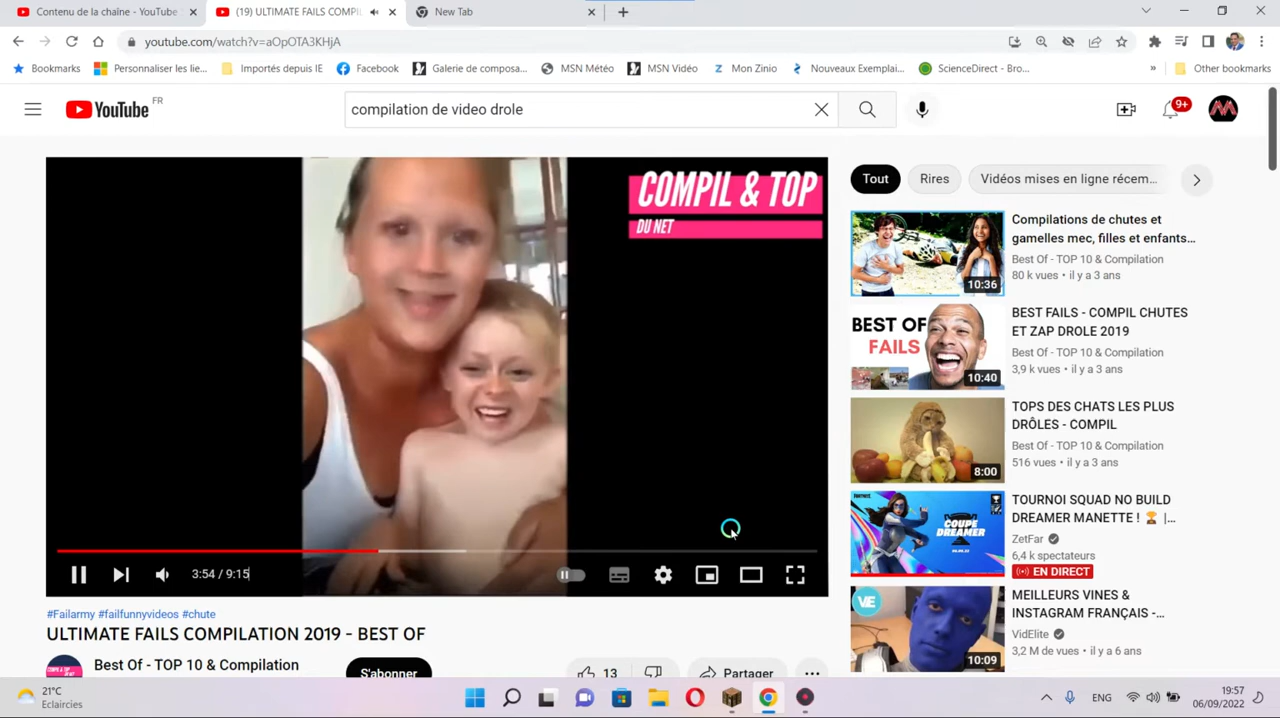 Contenu de la chaîne - YouTube
(19) ULTIMATE FAILS COMPIL
New Tab
youtube.com/watch?v=aOpOTA3KHjA
Bookmarks
Personnaliser les lie...
Importés depuis IE
Facebook
Galerie de composa...
MSN Météo
MSN Vidéo
Mon Zinio
Nouveaux Exemplai...
ScienceDirect - Bro...
»
Other bookmarks
YouTube FR
compilation de video drole
9+
COMPIL & TOP
DU NET
Tout
Rires
Vidéos mises en ligne récem...
10:36
Compilations de chutes et
gamelles mec, filles et enfants...
Best Of - TOP 10 & Compilation
80 k vues • il y a 3 ans
BEST OF
FAILS
10:40
BEST FAILS - COMPIL CHUTES
ET ZAP DROLE 2019
Best Of - TOP 10 & Compilation
3,9 k vues • il y a 3 ans
8:00
TOPS DES CHATS LES PLUS
DRÔLES - COMPIL
Best Of - TOP 10 & Compilation
516 vues • il y a 3 ans
COUPE
DREAMER
TOURNOI SQUAD NO BUILD
DREAMER MANETTE ! 🏆 |...
ZetFar
6,4 k spectateurs
EN DIRECT
VE
10:09
MEILLEURS VINES &
INSTAGRAM FRANÇAIS -...
VidElite
3,2 M de vues • il y a 6 ans
3:54 / 9:15
#Failarmy #failfunnyvideos #chute
ULTIMATE FAILS COMPILATION 2019 - BEST OF
COMPIL & TOP
Best Of - TOP 10 & Compilation
S'abonner
13
Partager
21°C
Eclaircies
ENG
19:57
06/09/2022